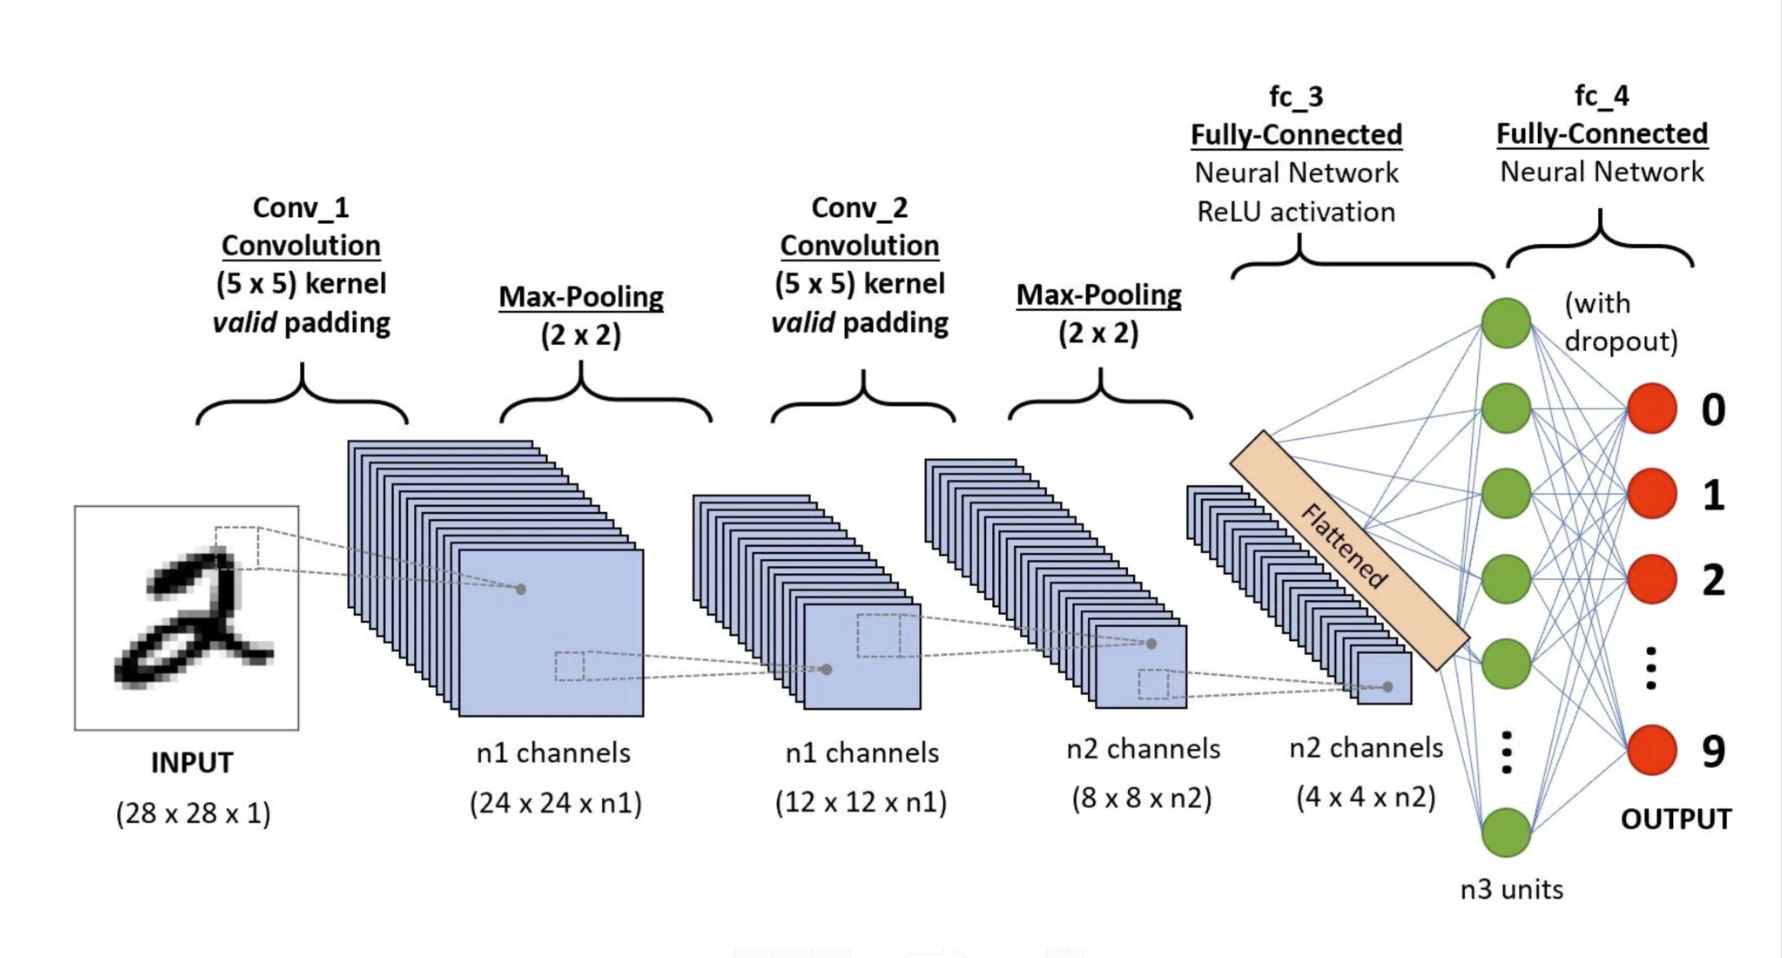 Conv_1
Convolution
(5 x 5) kernel
valid padding
Max-Pooling
(2 x 2)
Conv_2
Convolution
(5 x 5) kernel
valid padding
Max-Pooling
(2 x 2)
fc_3
Fully-Connected
Neural Network
ReLU activation
fc_4
Fully-Connected
Neural Network
(with
dropout)
Flattened
0
1
2
9
OUTPUT
INPUT
(28 x 28 x 1)
n1 channels
(24 x 24 x n1)
n1 channels
(12 x 12 x n1)
n2 channels
(8 x 8 x n2)
n2 channels
(4 x 4 x n2)
n3 units